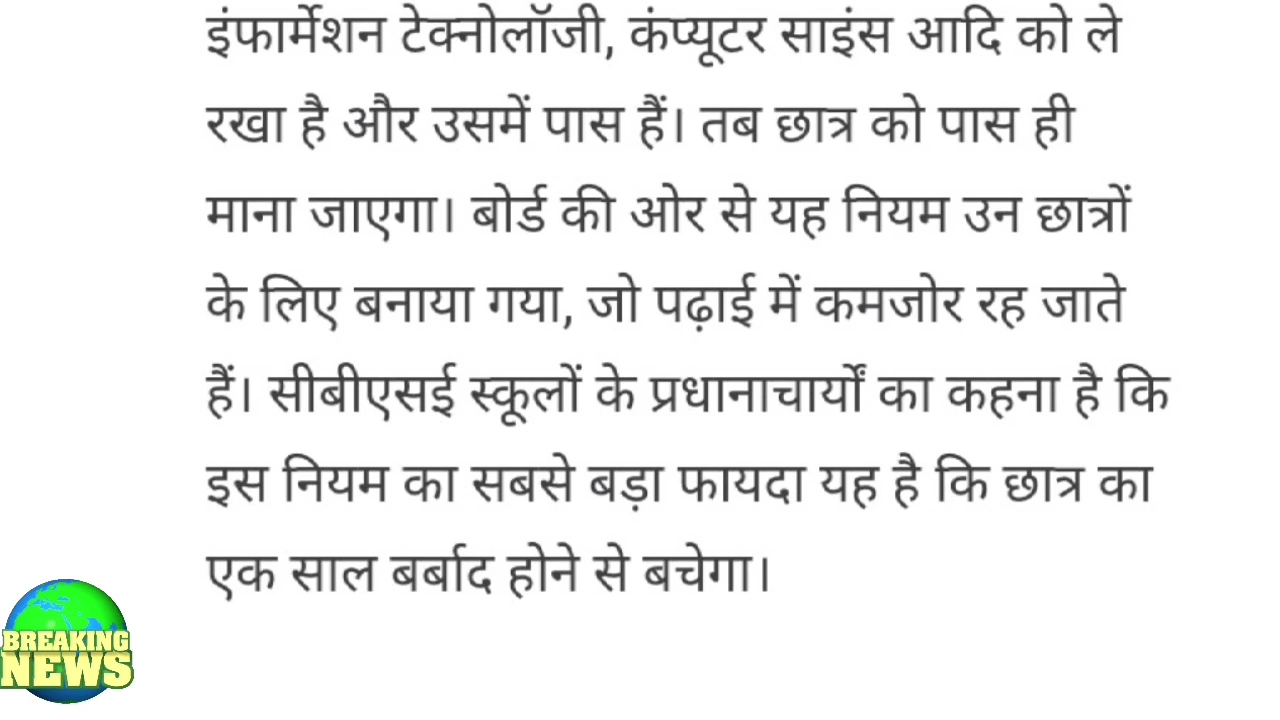 इंफार्मेशन टेक्नोलॉजी, कंप्यूटर साइंस आदि को ले
रखा है और उसमें पास हैं। तब छात्र को पास ही
माना जाएगा। बोर्ड की ओर से यह नियम उन छात्रों
के लिए बनाया गया, जो पढ़ाई में कमजोर रह जाते
हैं। सीबीएसई स्कूलों के प्रधानाचार्यों का कहना है कि
इस नियम का सबसे बड़ा फायदा यह है कि छात्र का
एक साल बर्बाद होने से बचेगा।
BREAKING
NEWS